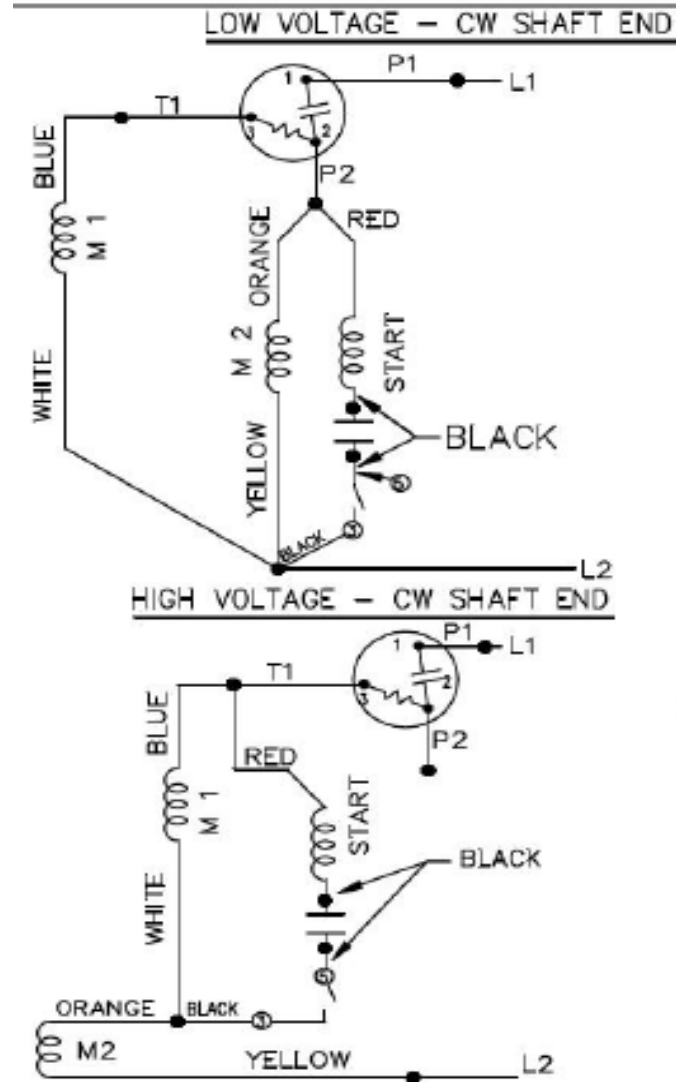 LOW VOLTAGE - CW SHAFT END
P1
L1
1
T1
3
2
P2
BLUE
M 1
ORANGE
RED
M 2
START
WHITE
BLACK
YELLOW
5
BLACK
3
L2
HIGH VOLTAGE - CW SHAFT END
P1
L1
1
T1
2
3
P2
BLUE
RED
M 1
START
BLACK
WHITE
5
ORANGE
BLACK
3
M2
YELLOW
L2